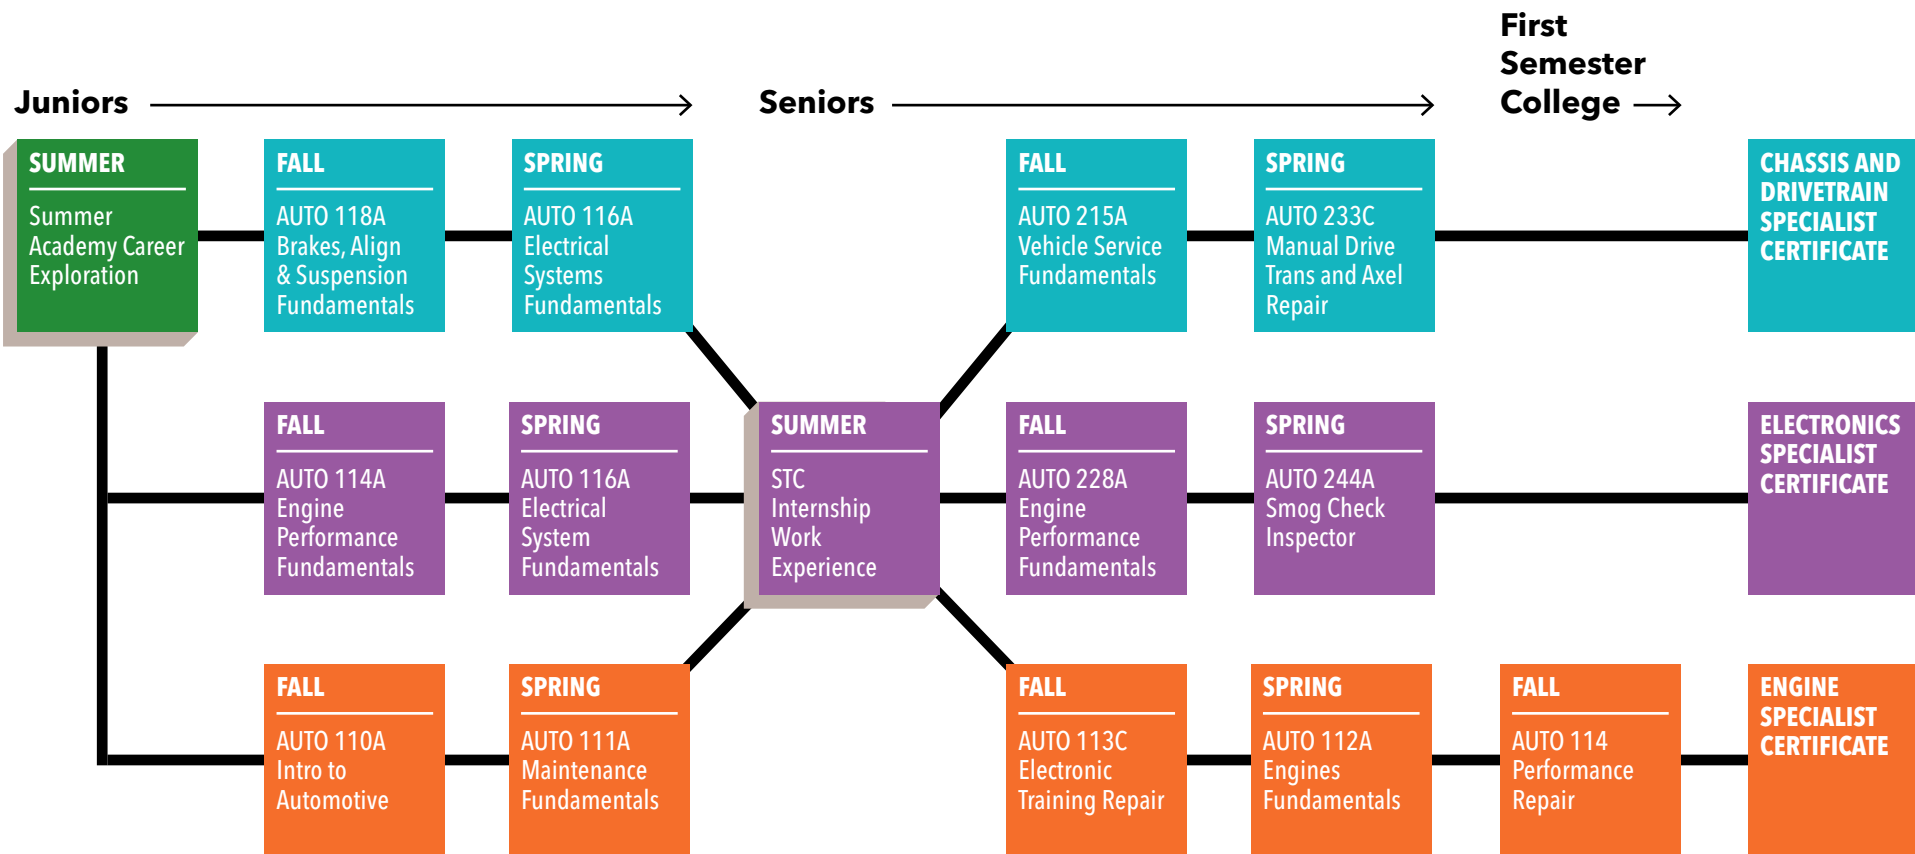 First
Semester
College
Juniors
Seniors
SUMMER
Summer
Academy Career
Exploration
FALL
AUTO 118A
Brakes, Align
& Suspension
Fundamentals
SPRING
AUTO 116A
Electrical
Systems
Fundamentals
FALL
AUTO 215A
Vehicle Service
Fundamentals
SPRING
AUTO 233C
Manual Drive
Trans and Axel
Repair
CHASSIS AND
DRIVETRAIN
SPECIALIST
CERTIFICATE
FALL
AUTO 114A
Engine
Performance
Fundamentals
SPRING
AUTO 116A
Electrical
System
Fundamentals
SUMMER
STC
Internship
Work
Experience
FALL
AUTO 228A
Engine
Performance
Fundamentals
SPRING
AUTO 244A
Smog Check
Inspector
ELECTRONICS
SPECIALIST
CERTIFICATE
FALL
AUTO 110A
Intro to
Automotive
SPRING
AUTO 111A
Maintenance
Fundamentals
FALL
AUTO 113C
Electronic
Training Repair
SPRING
AUTO 112A
Engines
Fundamentals
FALL
AUTO 114
Performance
Repair
ENGINE
SPECIALIST
CERTIFICATE